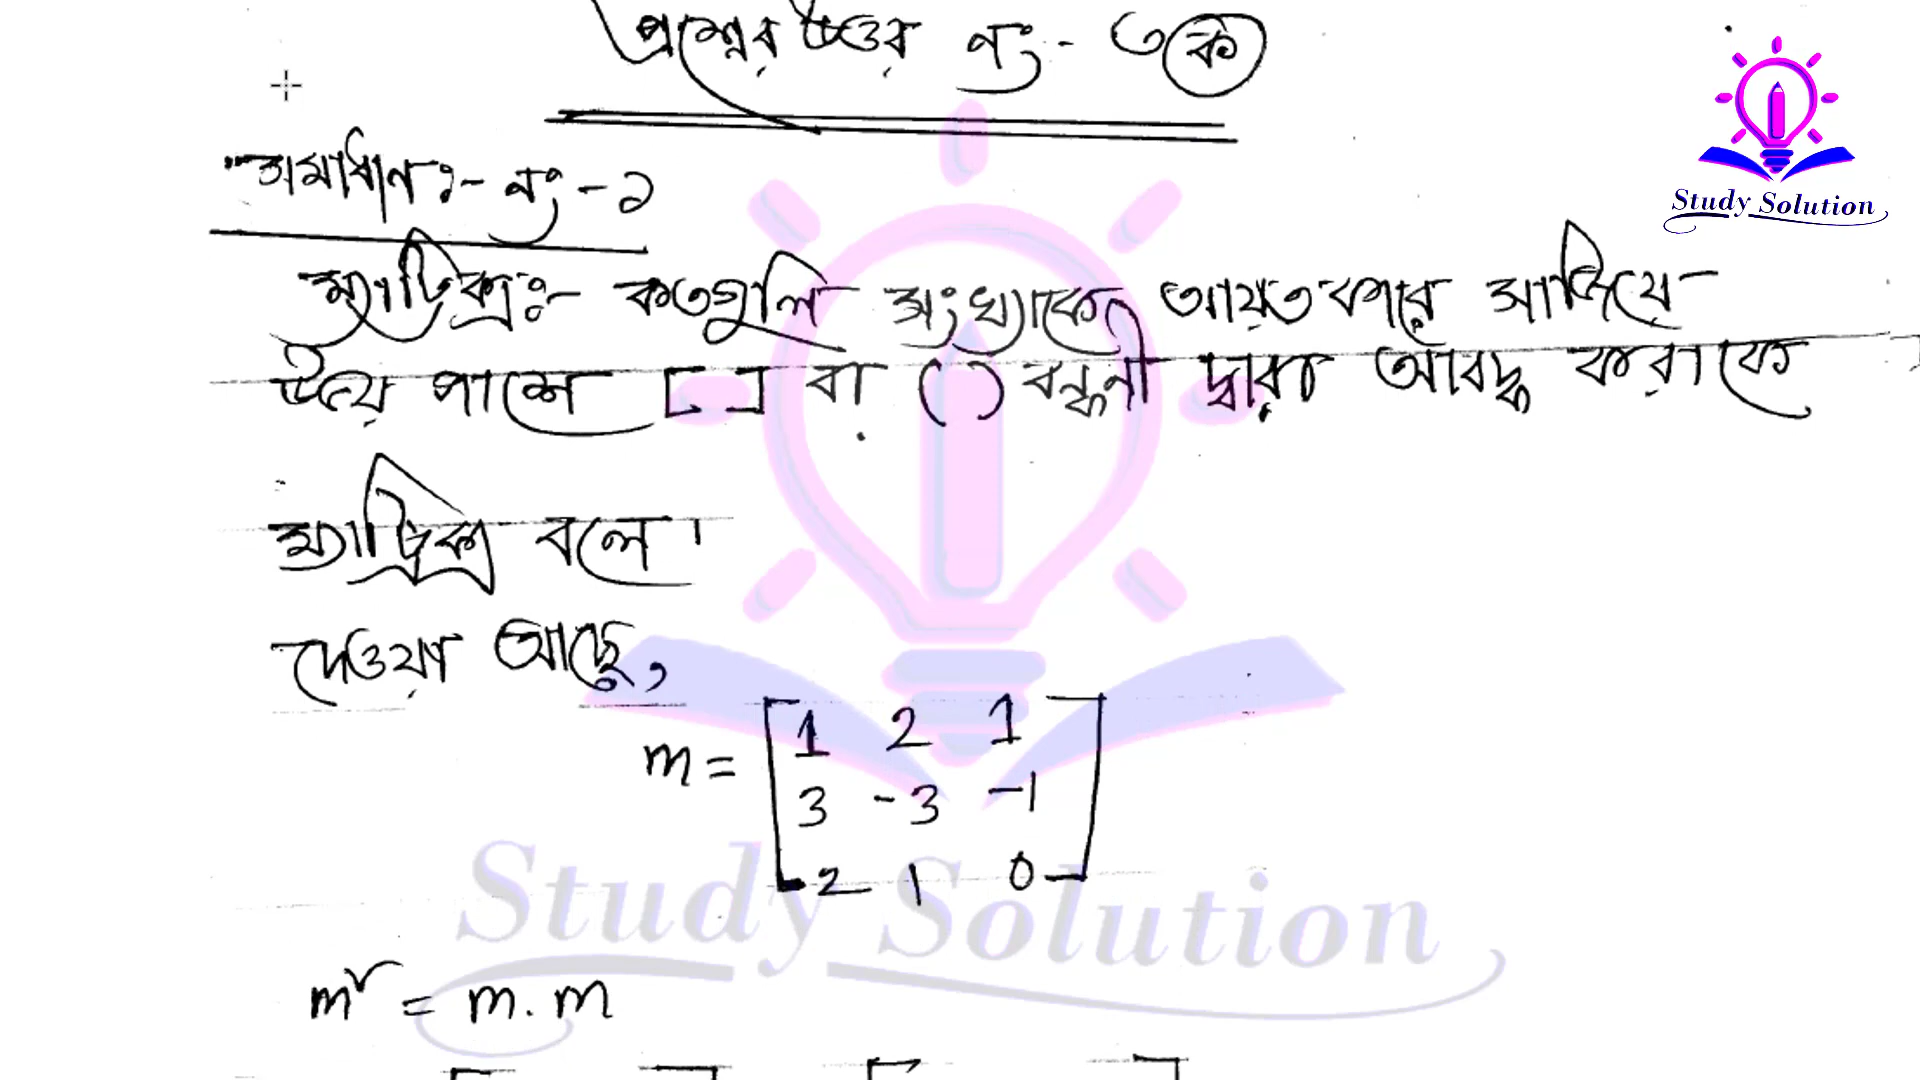 প্রশ্নের উত্তর নং - ৩ ক
Study Solution
সমাধান:- নং - ১
ম্যাট্রিক্স:- কতগুলি সংখ্যাকে আয়তকারে সাজিয়ে
উভয় পাশে [ ] বা ( ) বন্ধনী দ্বারা আবদ্ধ করাকে
ম্যাট্রিক্স বলে।
দেওয়া আছে,
m = [ 1 2 1
3 -3 -1
2 1 0 ]
Study Solution
m² = m . m